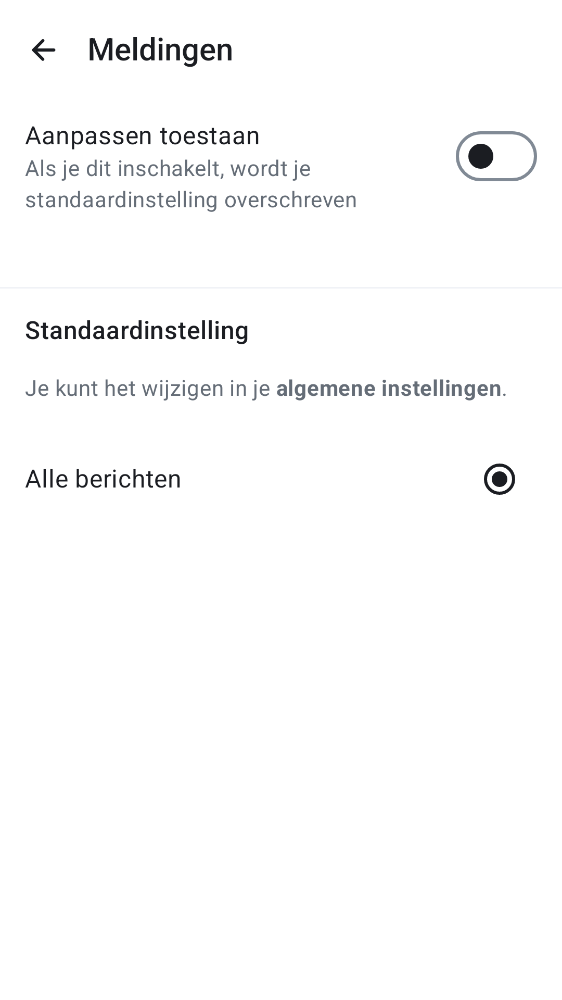 Meldingen
Aanpassen toestaan
Als je dit inschakelt, wordt je
standaardinstelling overschreven
Standaardinstelling
Je kunt het wijzigen in je algemene instellingen.
Alle berichten